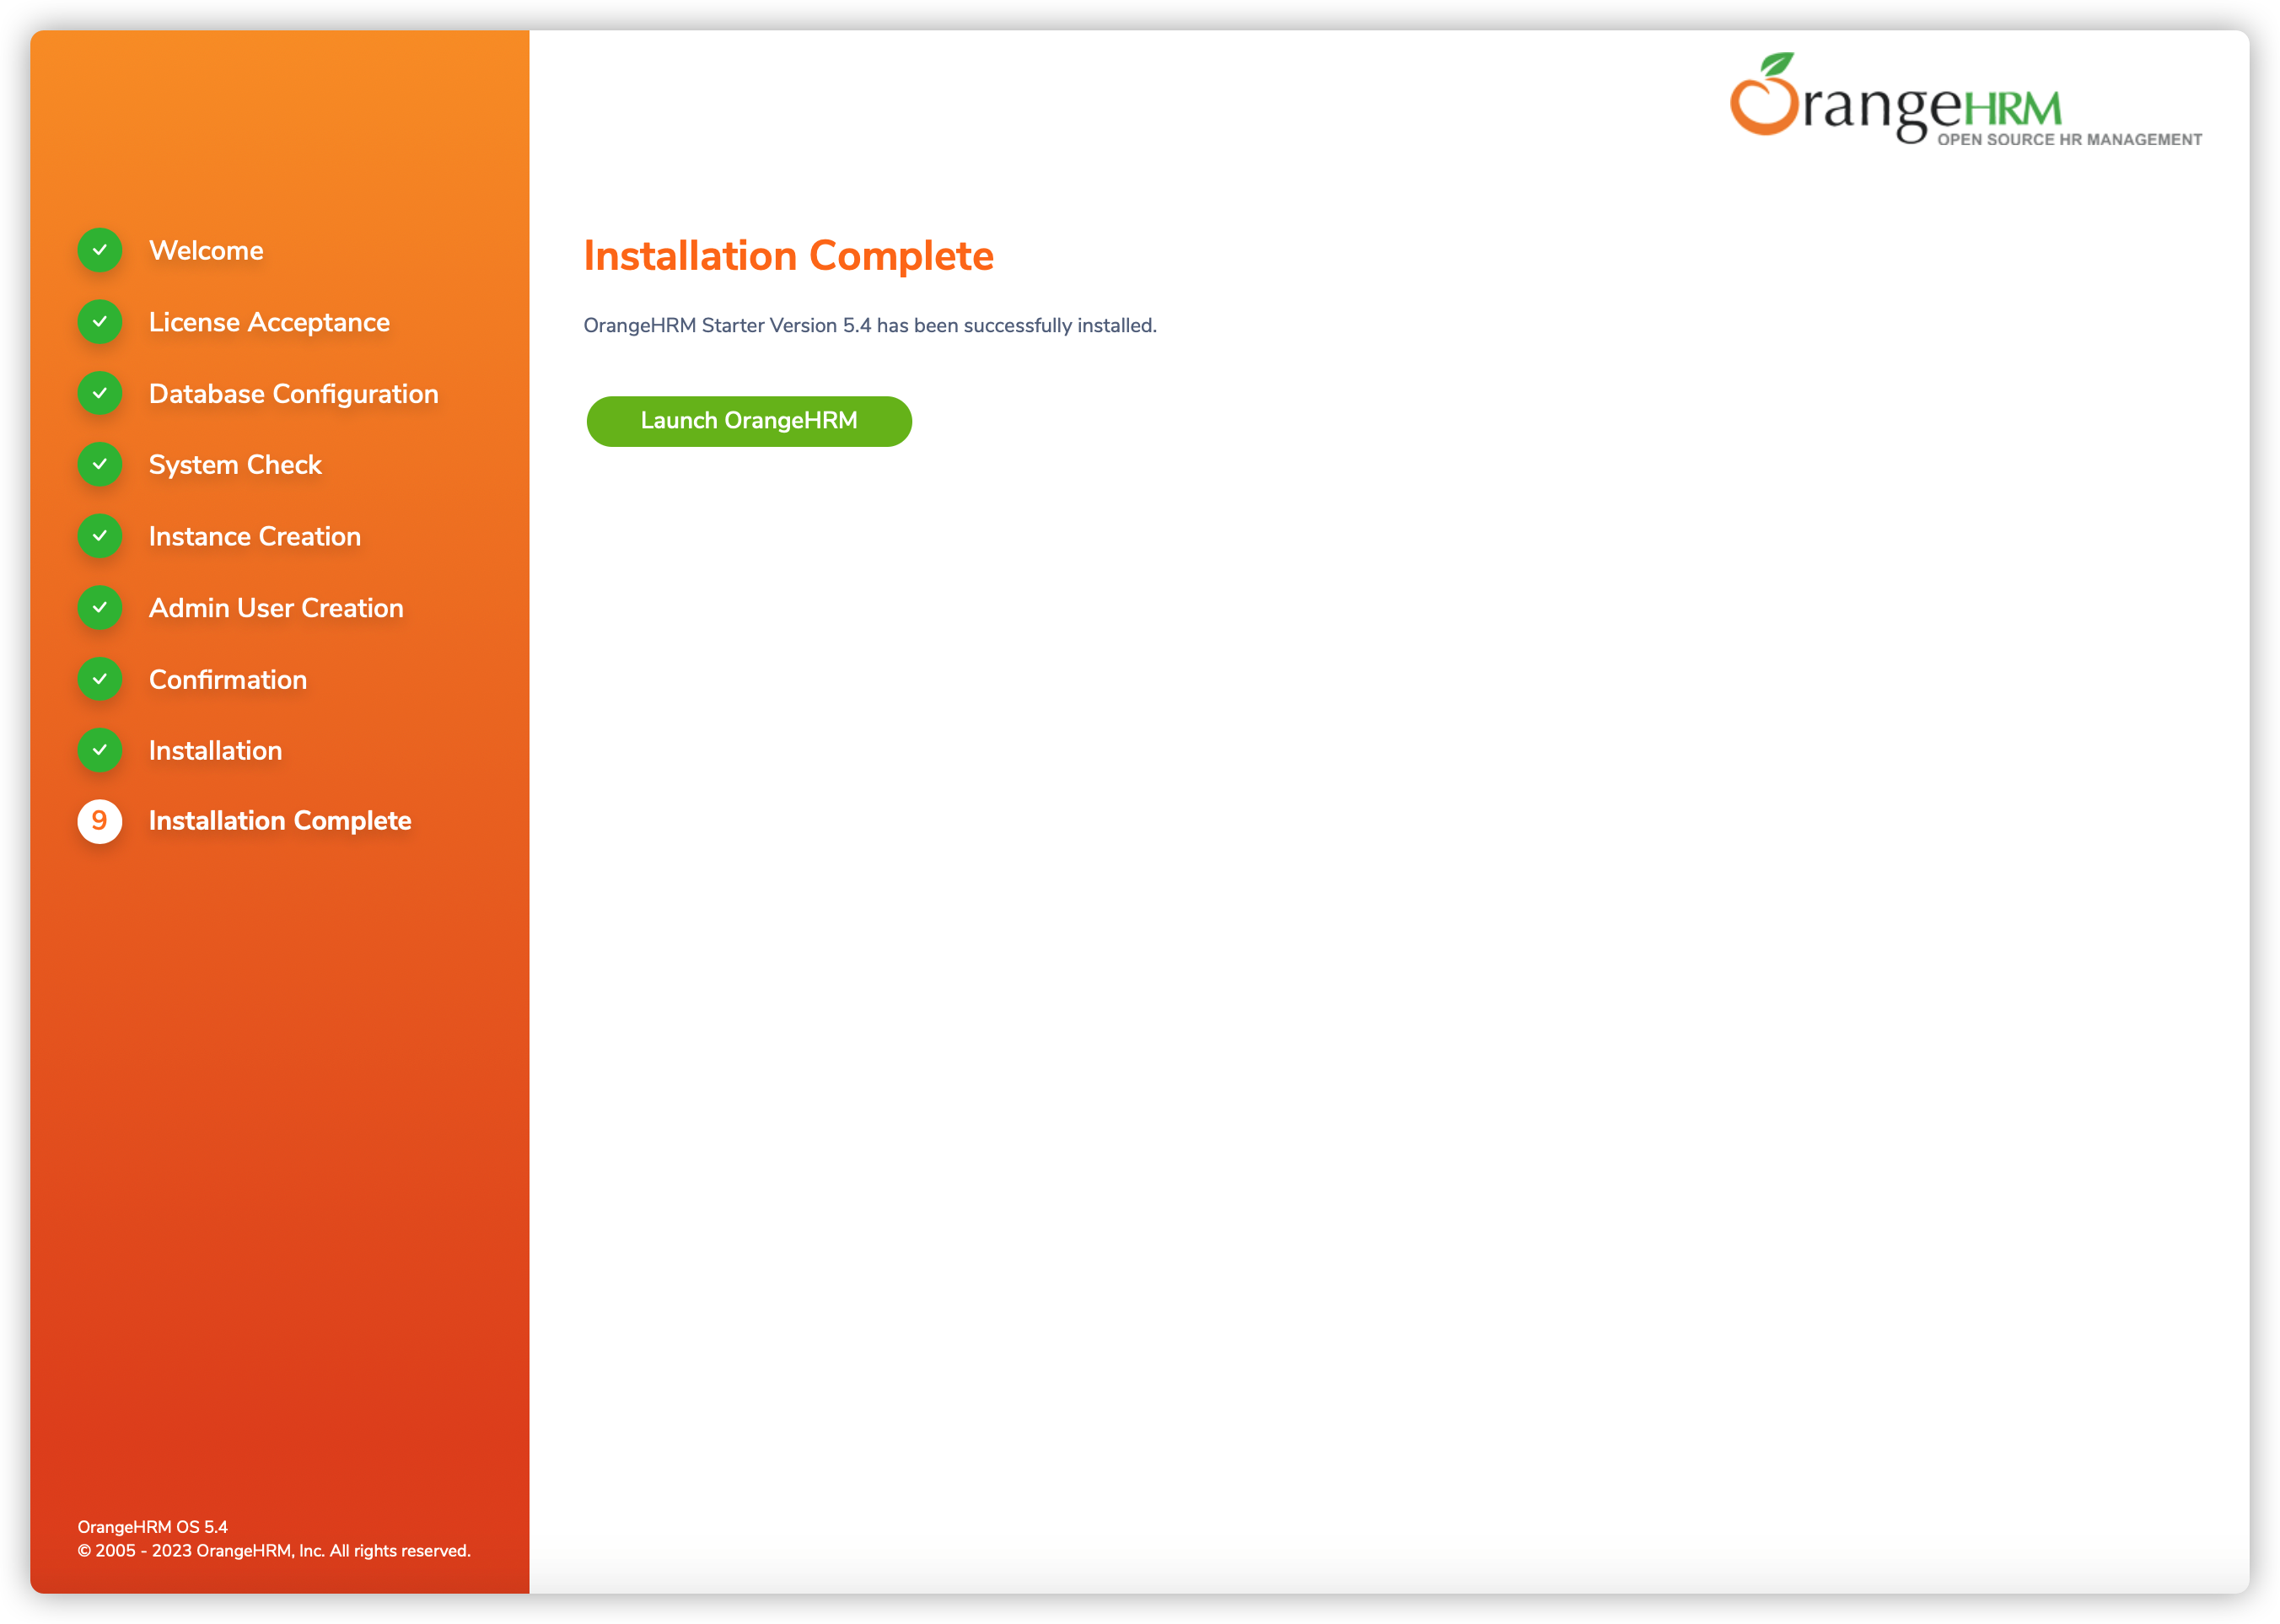 OrangeHRM
OPEN SOURCE HR MANAGEMENT
Welcome
License Acceptance
Database Configuration
System Check
Instance Creation
Admin User Creation
Confirmation
Installation
9 Installation Complete
OrangeHRM OS 5.4
© 2005 - 2023 OrangeHRM, Inc. All rights reserved.
Installation Complete
OrangeHRM Starter Version 5.4 has been successfully installed.
Launch OrangeHRM